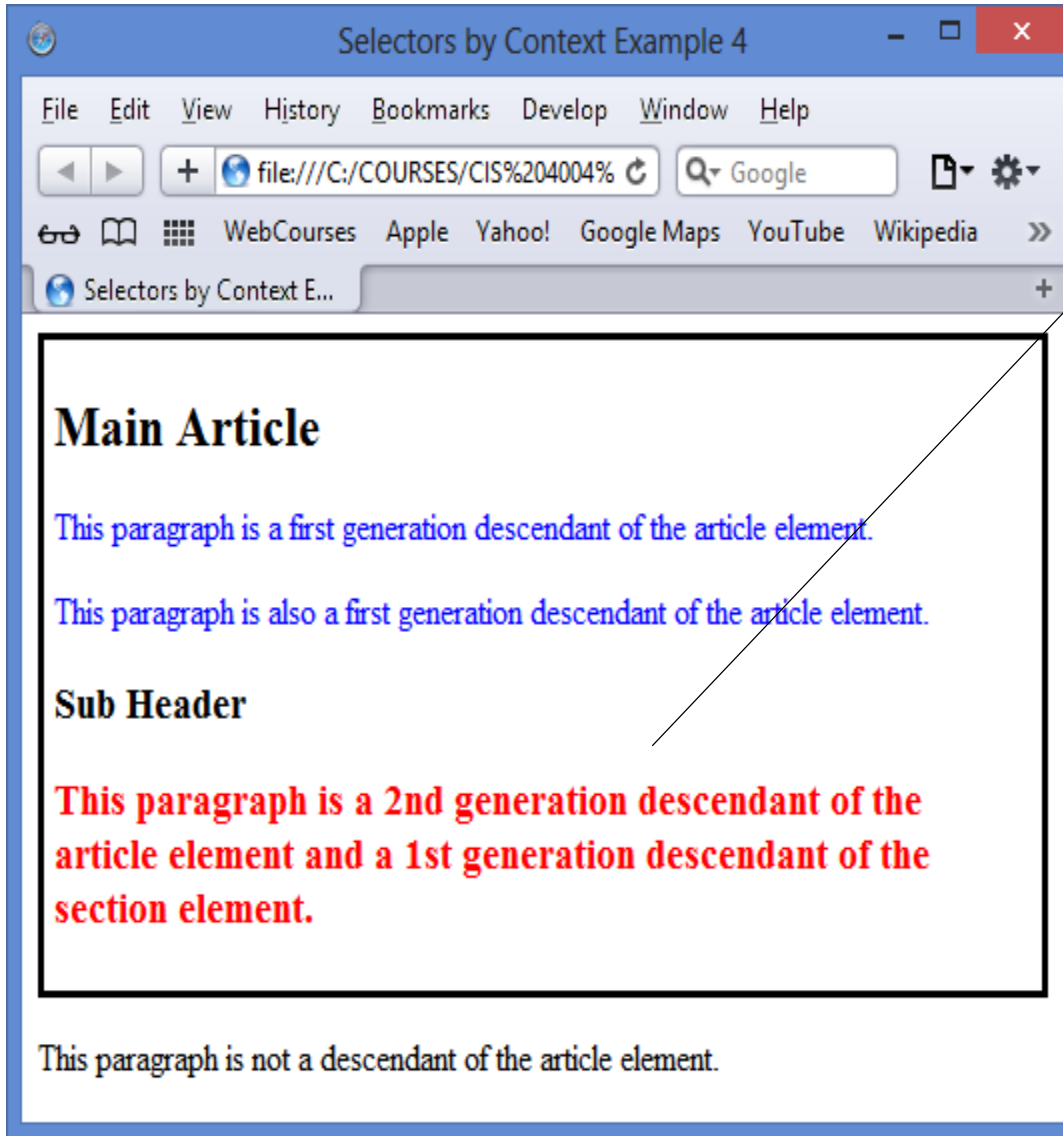 Selectors by Context Example 4
File Edit View History Bookmarks Develop Window Help
file:///C:/COURSES/CIS%204004% Google
WebCourses Apple Yahoo! Google Maps YouTube Wikipedia
Selectors by Context E...
Main Article
This paragraph is a first generation descendant of the article element.
This paragraph is also a first generation descendant of the article element.
Sub Header
This paragraph is a 2nd generation descendant of the
article element and a 1st generation descendant of the
section element.
This paragraph is not a descendant of the article element.